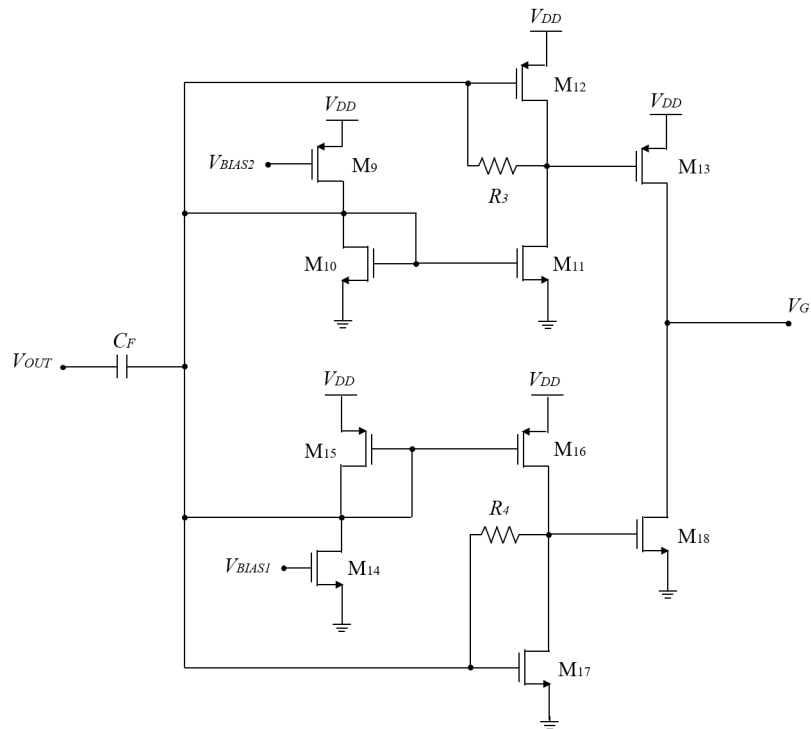 VDD
M12
VDD
VDD
VBIAS2
M9
R3
M13
M10
M11
VG
CF
VOUT
VDD
VDD
M15
M16
R4
VBIAS1
M14
M18
M17